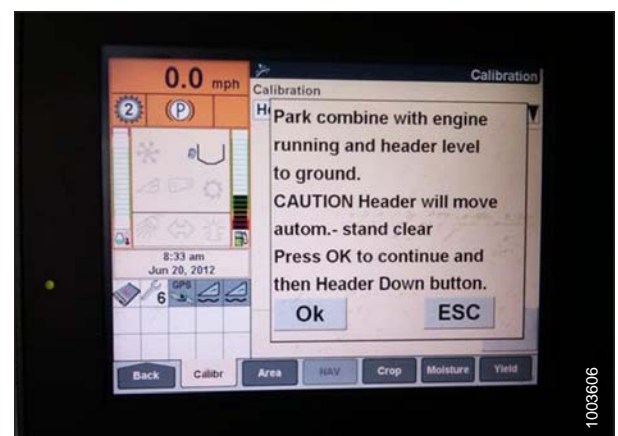 0.0 mph
Calibration
Calibration
2
P
He
Park combine with engine
running and header level
to ground.
CAUTION Header will move
autom.- stand clear
Press OK to continue and
then Header Down button.
Ok
ESC
8:33 am
Jun 20, 2012
6
GPS
Back
Calibr
Area
NAV
Crop
Moisture
Yield
1003606